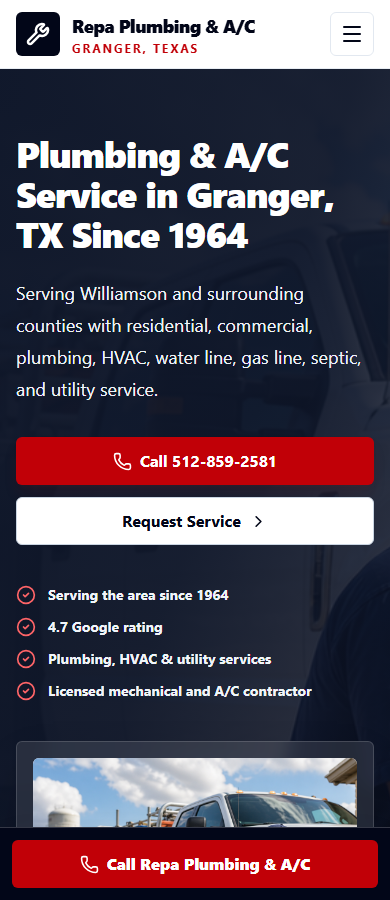 Repa Plumbing & A/C
GRANGER, TEXAS
Plumbing & A/C
Service in Granger,
TX Since 1964
Serving Williamson and surrounding
counties with residential, commercial,
plumbing, HVAC, water line, gas line, septic,
and utility service.
Call 512-859-2581
Request Service
Serving the area since 1964
4.7 Google rating
Plumbing, HVAC & utility services
Licensed mechanical and A/C contractor
Call Repa Plumbing & A/C